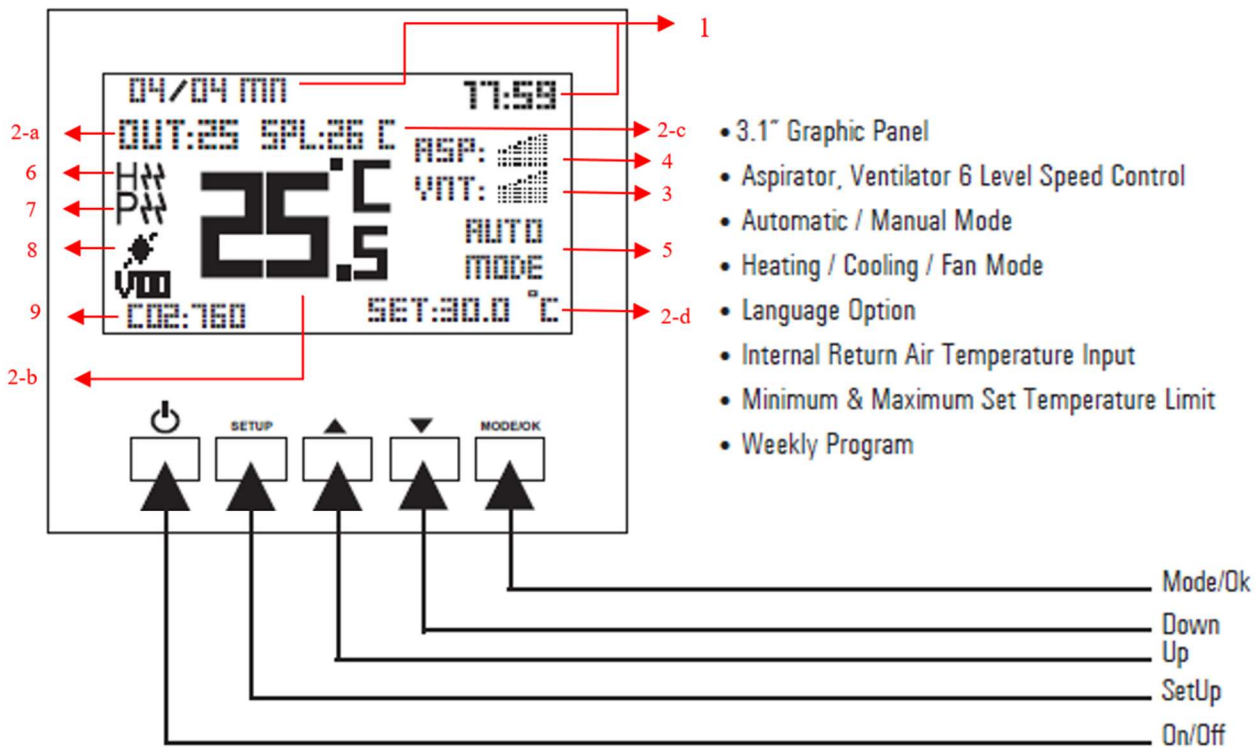 1
04/04 MN 17:59
2-a OUT:25 SPL:26 C 2-c
ASP: 4
6 H
7 P
VNT: 3
25.5 °C
8
AUTO 5
MODE
V
9 CO2:760
SET:30.0 °C 2-d
2-b
SETUP
MODE/OK
• 3.1˝ Graphic Panel
• Aspirator, Ventilator 6 Level Speed Control
• Automatic / Manual Mode
• Heating / Cooling / Fan Mode
• Language Option
• Internal Return Air Temperature Input
• Minimum & Maximum Set Temperature Limit
• Weekly Program
Mode/Ok
Down
Up
SetUp
On/Off